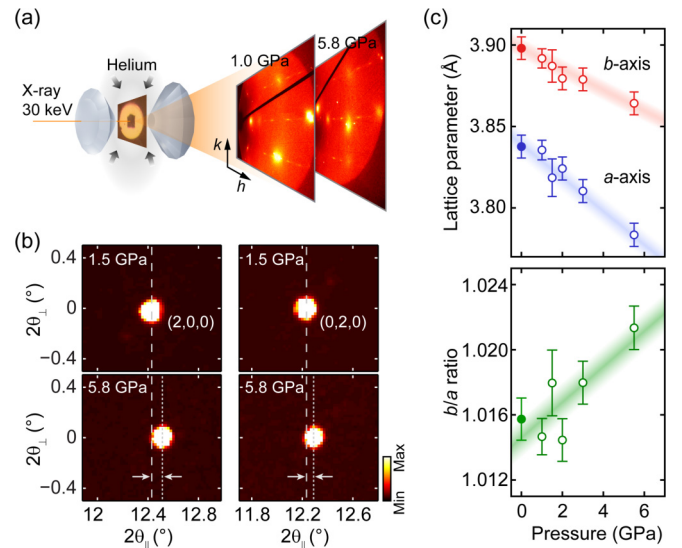 (a)
Helium
X-ray
30 keV
1.0 GPa
5.8 GPa
k
h
(b)
0.4
0
−0.4
2θ⊥ (°)
1.5 GPa
(2,0,0)
1.5 GPa
(0,2,0)
0.4
0
−0.4
2θ⊥ (°)
5.8 GPa
5.8 GPa
12 12.4 12.8
11.8 12.2 12.6
2θ∥ (°)
2θ∥ (°)
Max
Min
(c)
3.90
3.85
3.80
Lattice parameter (Å)
b-axis
a-axis
1.024
1.020
1.016
1.012
b/a ratio
0 2 4 6
Pressure (GPa)